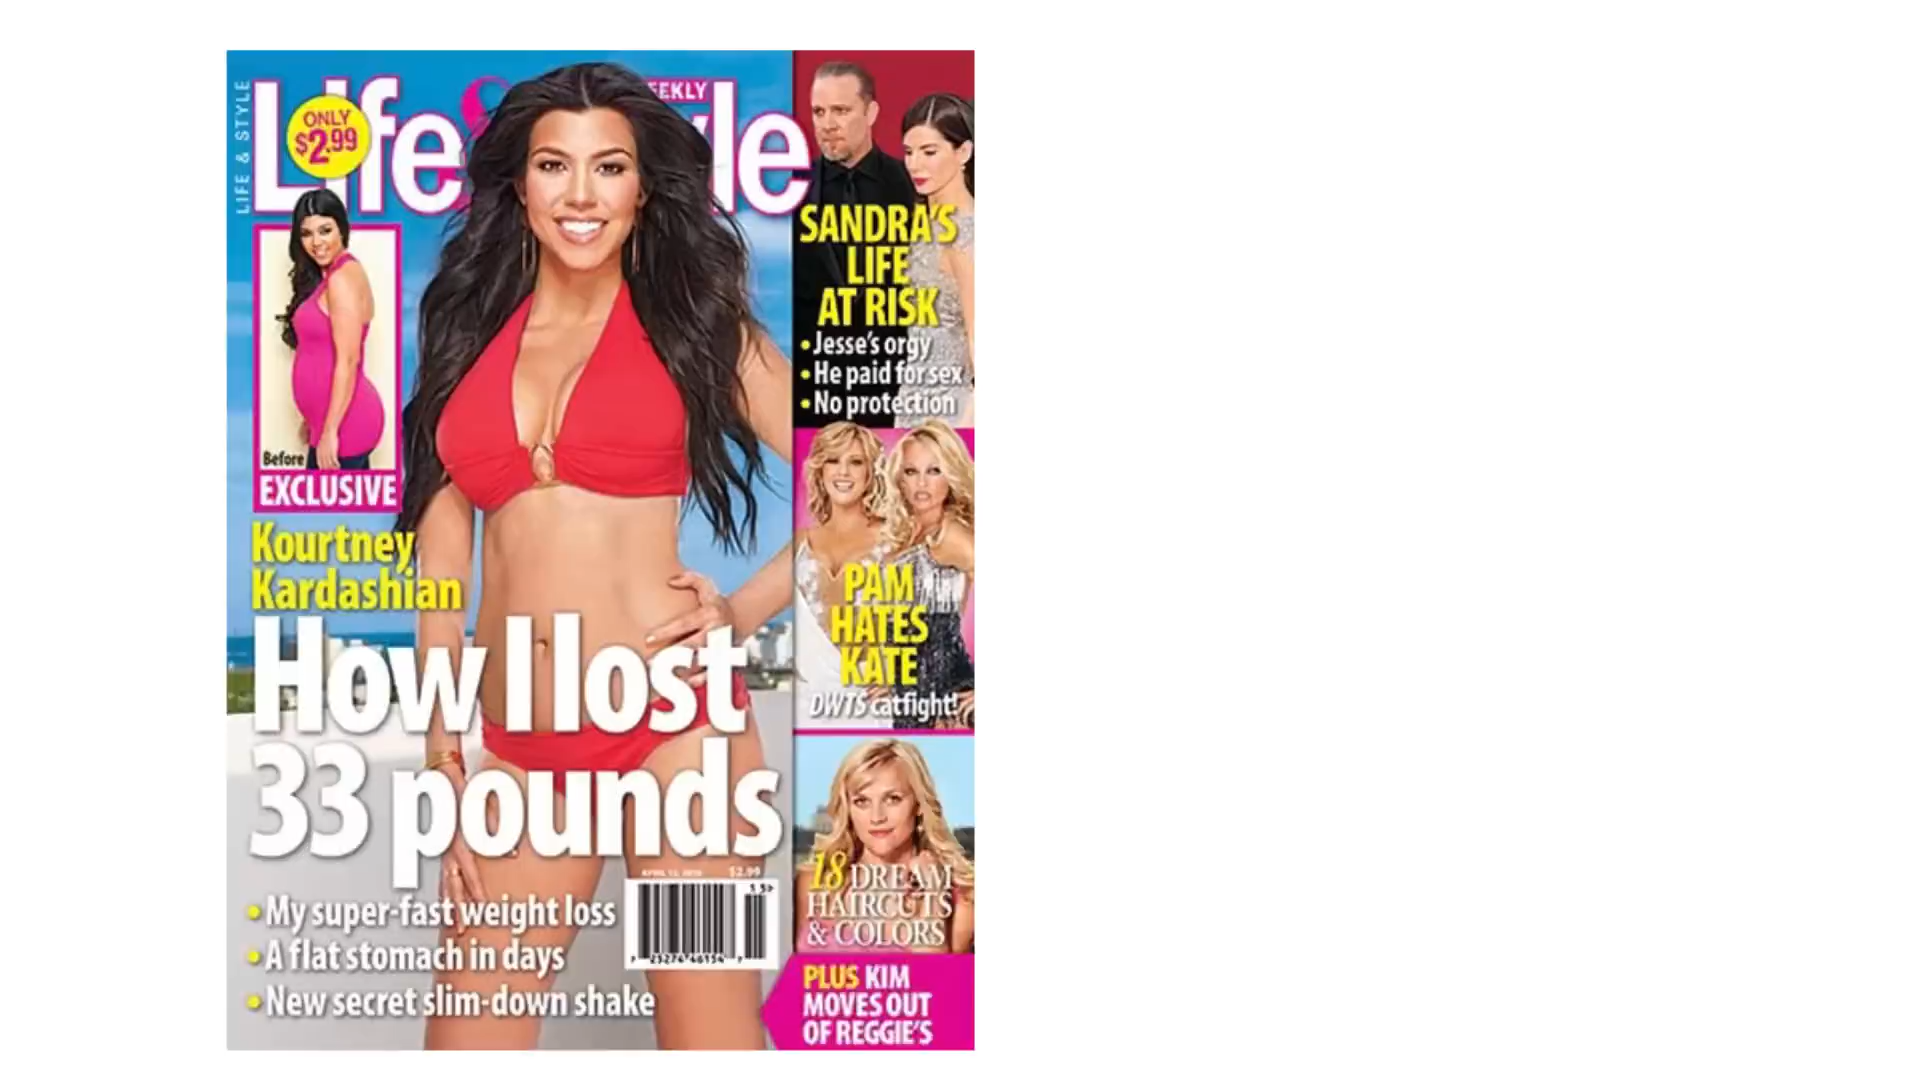 LIFE & STYLE
WEEKLY
Life & Style
ONLY
$2.99
Before
EXCLUSIVE
Kourtney
Kardashian
How I lost
33 pounds
• My super-fast weight loss
• A flat stomach in days
• New secret slim-down shake
APRIL 12, 2010 $2.99
SANDRA'S
LIFE
AT RISK
• Jesse's orgy
• He paid for sex
• No protection
PAM
HATES
KATE
DWTS catfight!
18 DREAM
HAIRCUTS
& COLORS
PLUS KIM
MOVES OUT
OF REGGIE'S